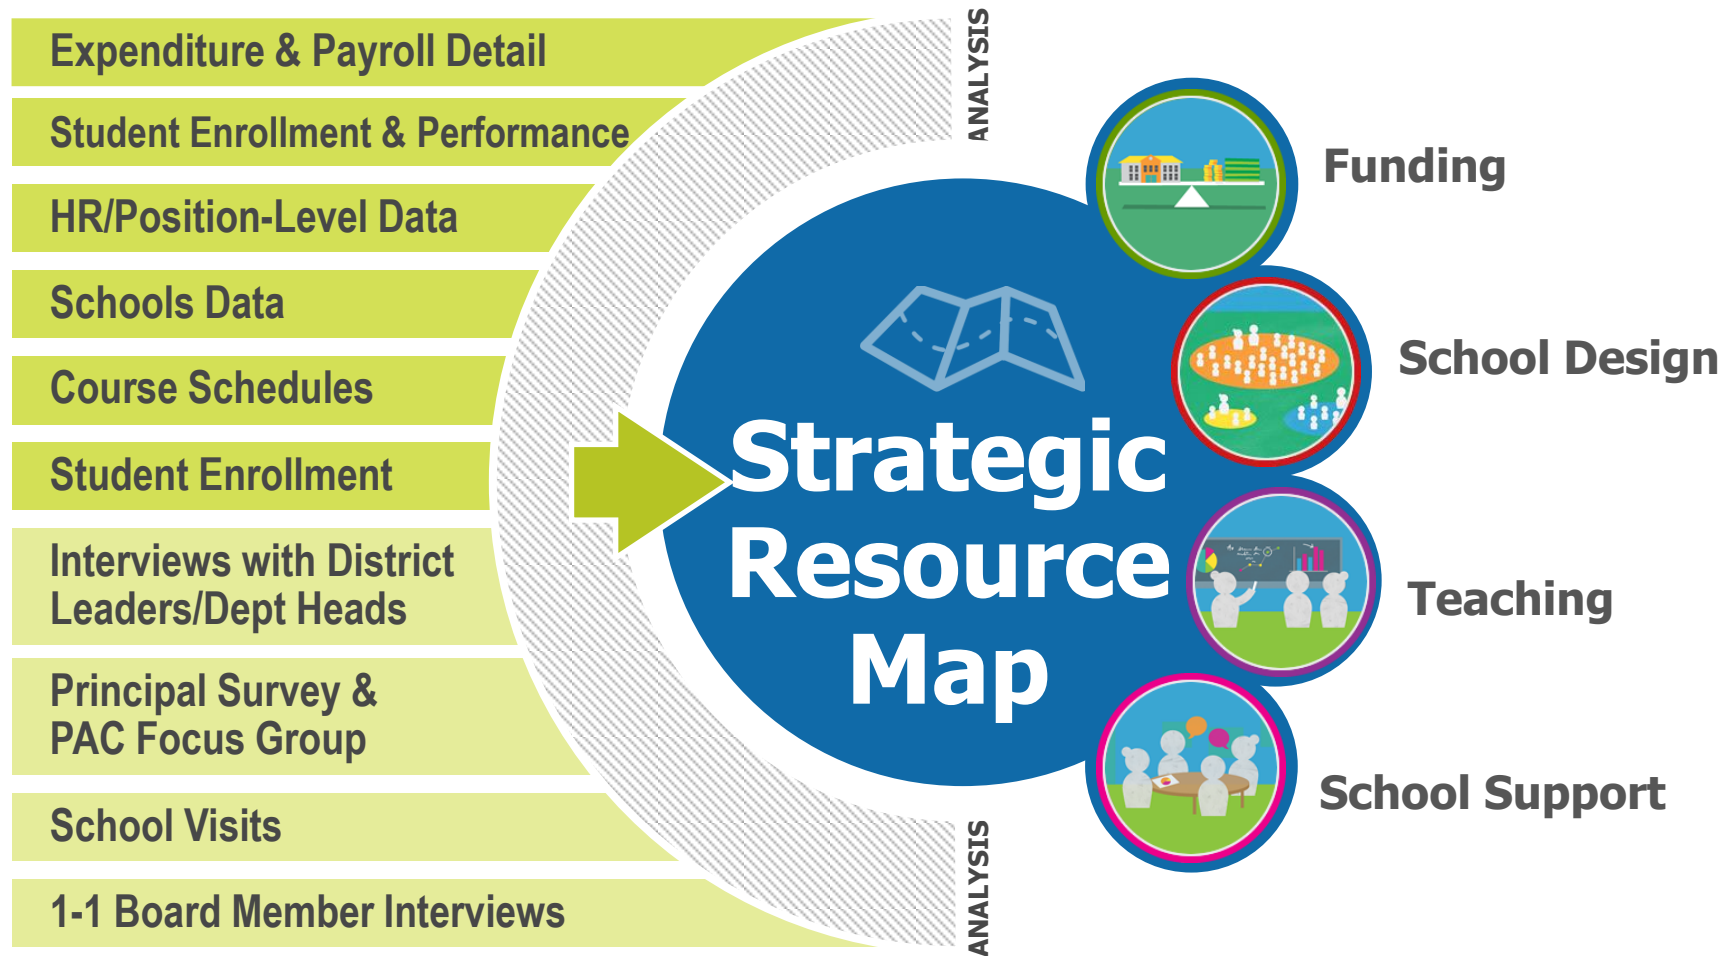 Expenditure & Payroll Detail
Student Enrollment & Performance
HR/Position-Level Data
Schools Data
Course Schedules
Student Enrollment
Interviews with District
Leaders/Dept Heads
Principal Survey &
PAC Focus Group
School Visits
1-1 Board Member Interviews
ANALYSIS
ANALYSIS
Strategic
Resource
Map
Funding
School Design
Teaching
School Support